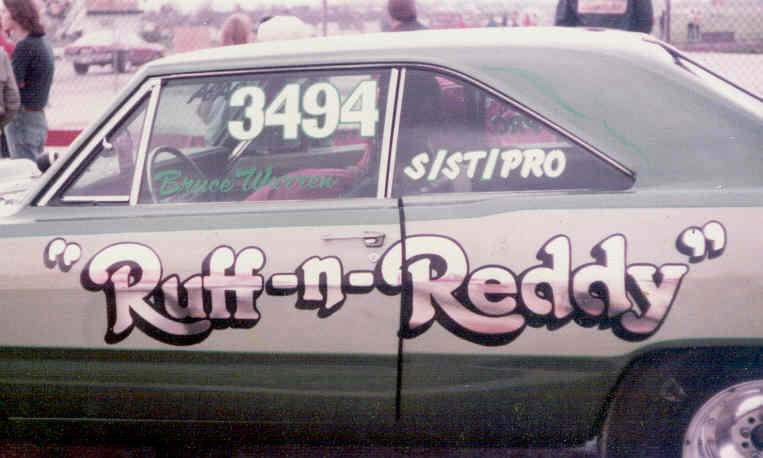 3494
Bruce Warren
S/ST/PRO
"Ruff-n-Reddy"